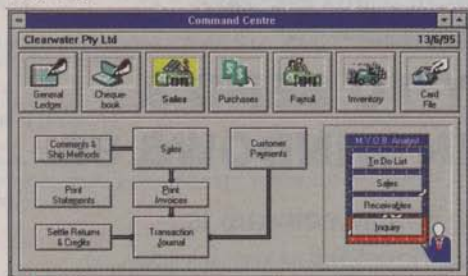 Command Centre
Clearwater Pty Ltd 13/6/95
General Ledger
Cheque-book
Sales
Purchases
Payroll
Inventory
Card File
Comments & Ship Methods
Sales
Customer Payments
Print Statements
Print Invoices
Settle Returns & Credits
Transaction Journal
M.Y.O.B. Analyst
To Do List
Sales
Receivables
Inquiry